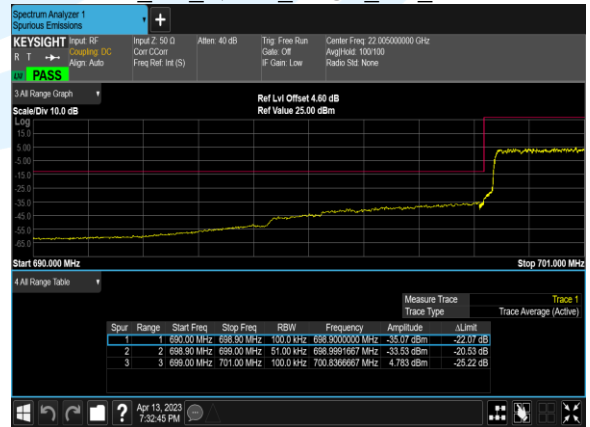 Spectrum Analyzer 1
Spurious Emissions
KEYSIGHT Input: RF Input Z: 50 Ω Atten: 40 dB Trig: Free Run Center Freq: 22.005000000 GHz
R T Coupling: DC Corr CCorr Gate: Off Avg|Hold: 100/100
Align: Auto Freq Ref: Int (S) IF Gain: Low Radio Std: None
PASS
3 All Range Graph
Ref Lvl Offset 4.60 dB
Scale/Div 10.0 dB Ref Value 25.00 dBm
Log
15.0
5.00
-5.00
-15.0
-25.0
-35.0
-45.0
-55.0
-65.0
Start 690.000 MHz Stop 701.000 MHz
4 All Range Table
Measure Trace Trace 1
Trace Type Trace Average (Active)
Spur Range Start Freq Stop Freq RBW Frequency Amplitude ΔLimit
1 1 690.00 MHz 698.90 MHz 100.0 kHz 698.9000000 MHz -35.07 dBm -22.07 dB
2 2 698.90 MHz 699.00 MHz 51.00 kHz 698.9991667 MHz -33.53 dBm -20.53 dB
3 3 699.00 MHz 701.00 MHz 100.0 kHz 700.8366667 MHz 4.783 dBm -25.22 dB
? Apr 13, 2023
7:32:45 PM